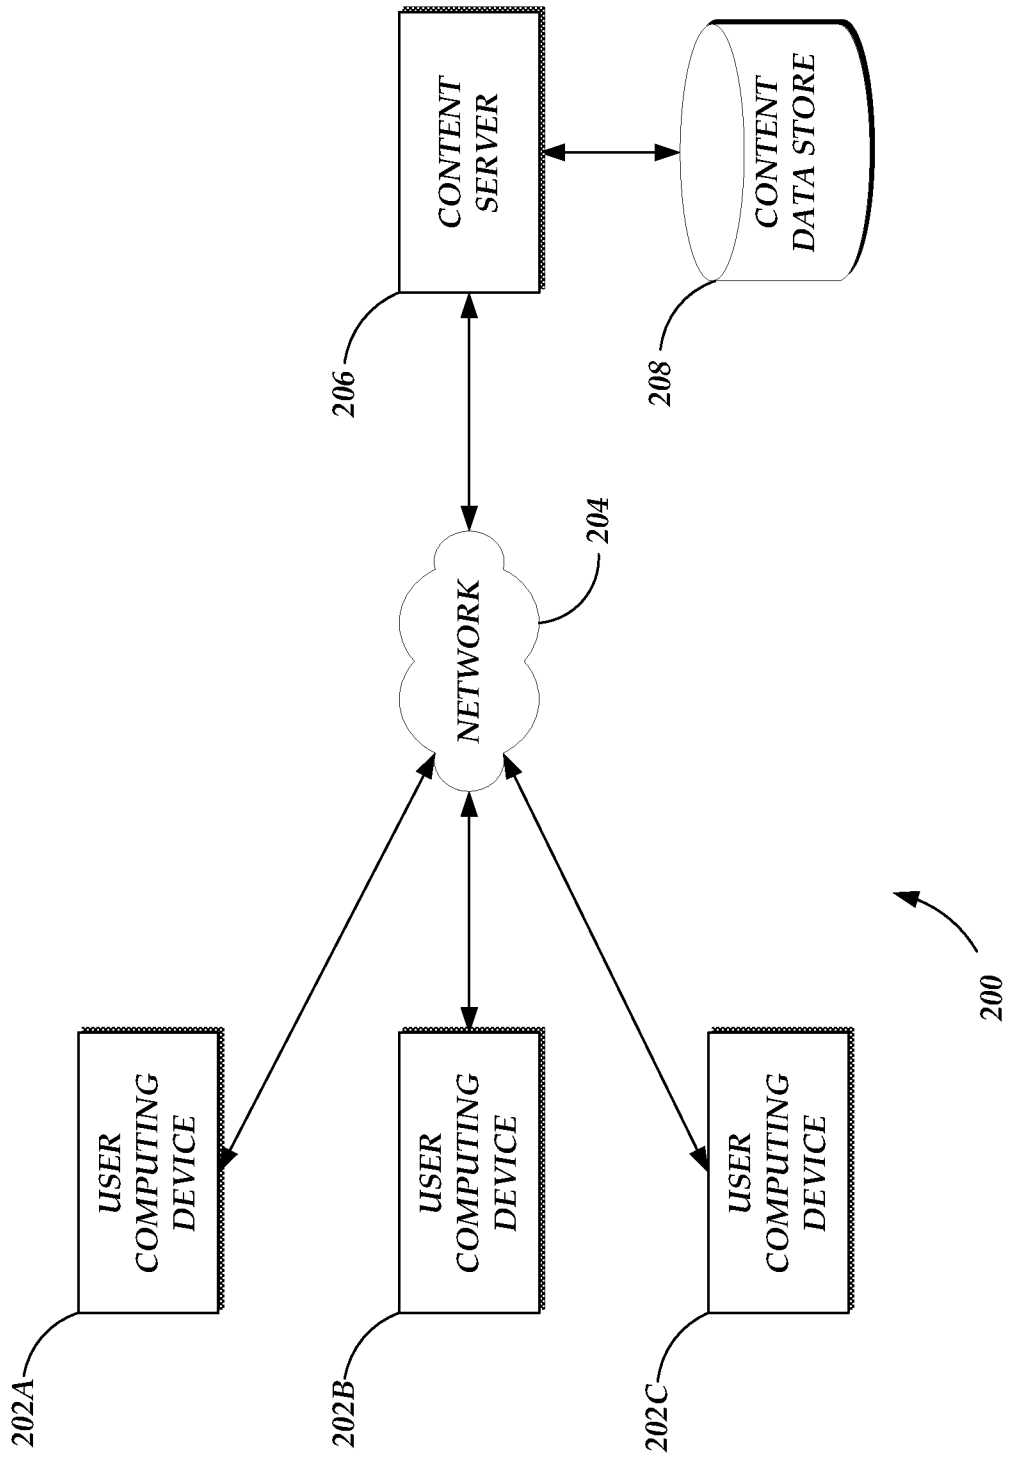 202A
USER
COMPUTING
DEVICE
202B
USER
COMPUTING
DEVICE
202C
USER
COMPUTING
DEVICE
NETWORK
204
206
CONTENT
SERVER
208
CONTENT
DATA STORE
200